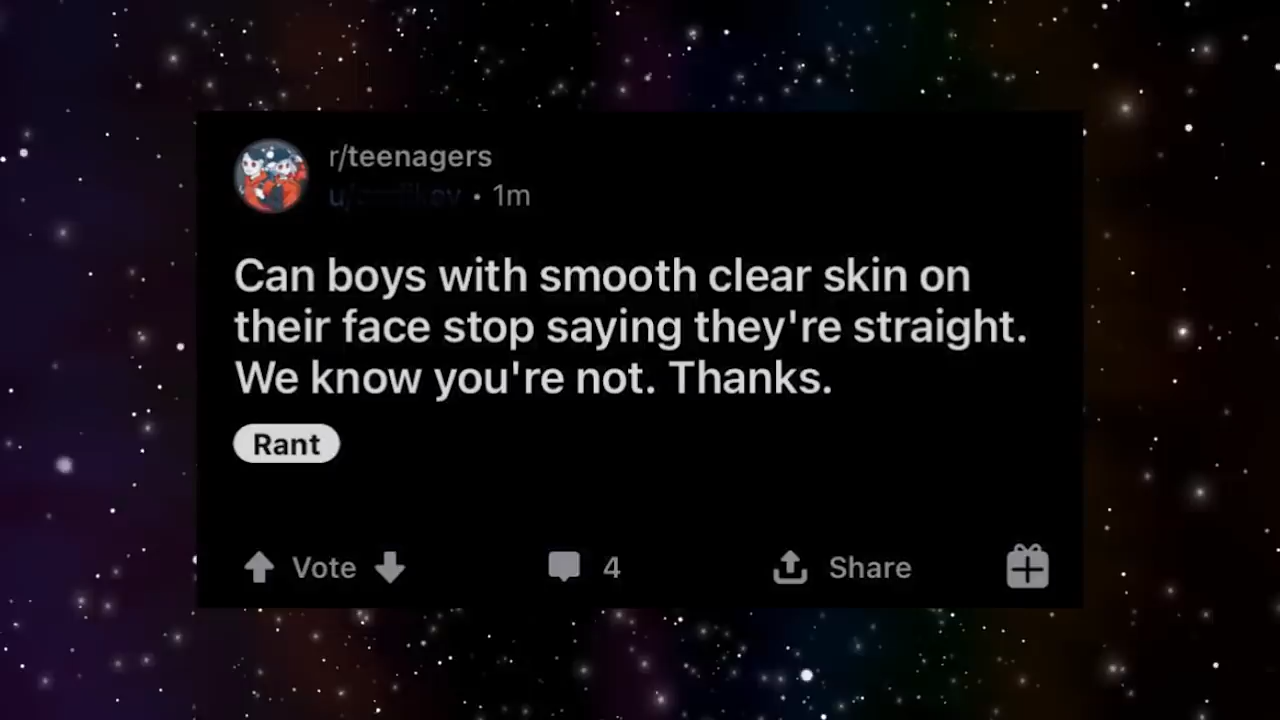 r/teenagers
• 1m
Can boys with smooth clear skin on
their face stop saying they're straight.
We know you're not. Thanks.
Rant
Vote 4 Share